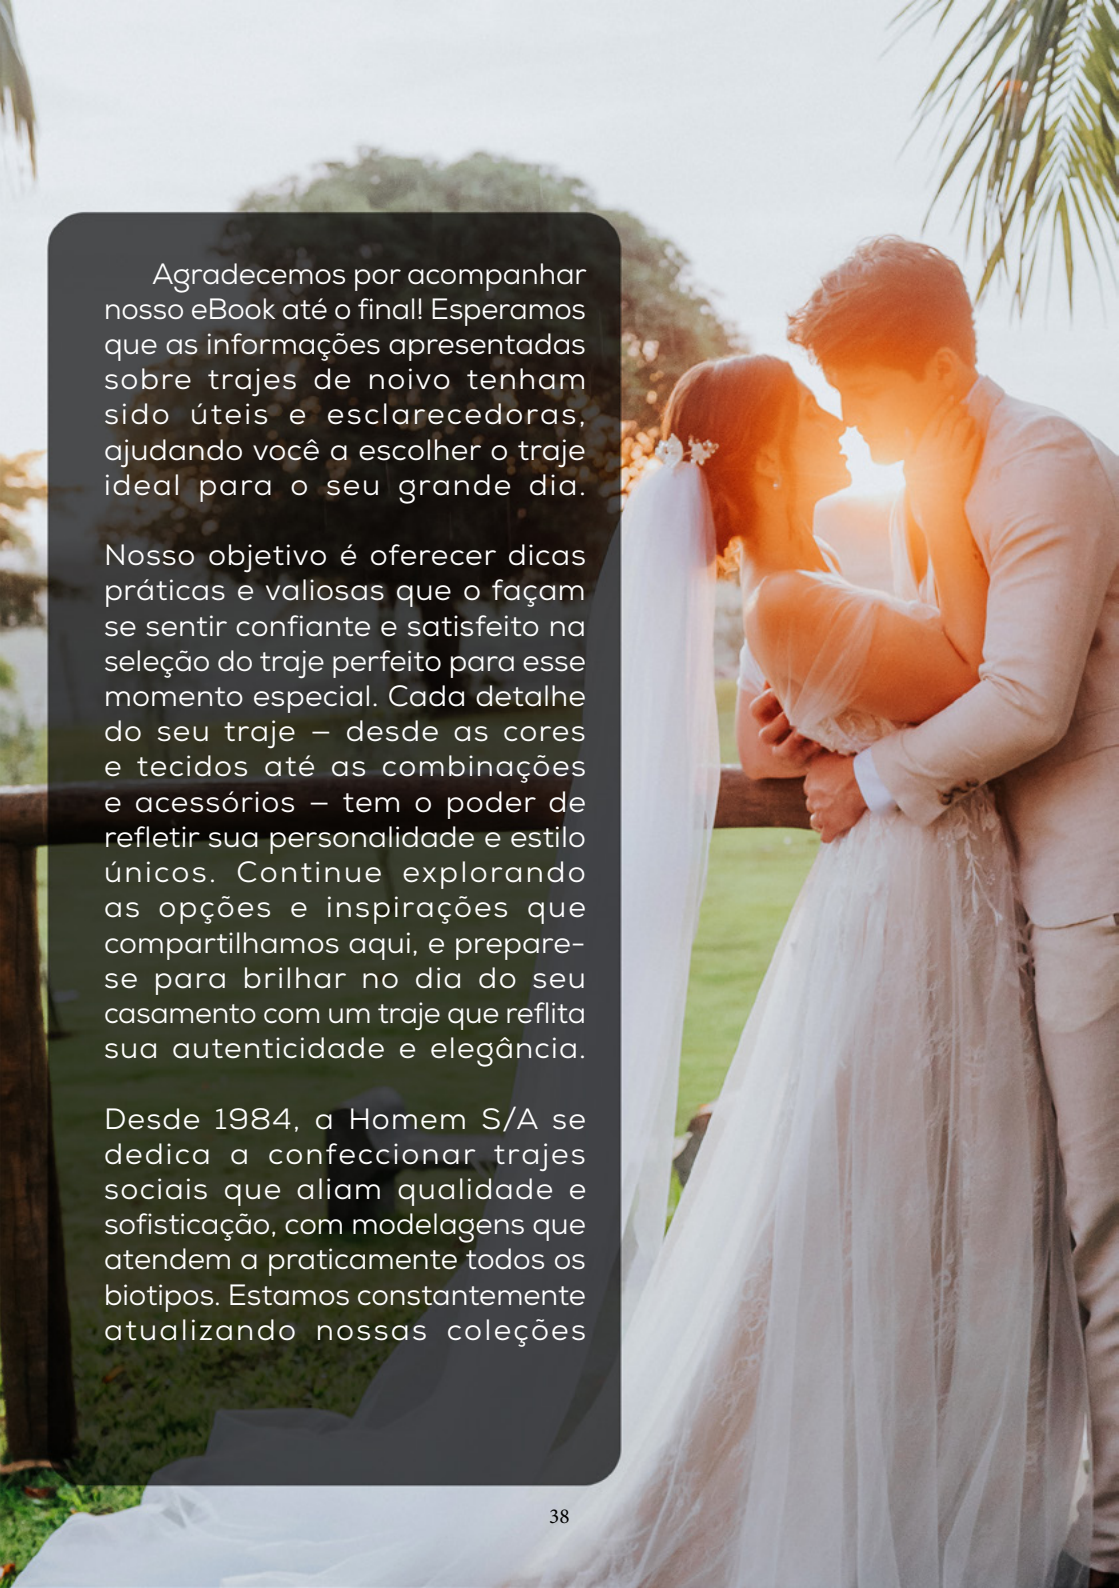 Agradecemos por acompanhar
nosso eBook até o final! Esperamos
que as informações apresentadas
sobre trajes de noivo tenham
sido úteis e esclarecedoras,
ajudando você a escolher o traje
ideal para o seu grande dia.
Nosso objetivo é oferecer dicas
práticas e valiosas que o façam
se sentir confiante e satisfeito na
seleção do traje perfeito para esse
momento especial. Cada detalhe
do seu traje – desde as cores
e tecidos até as combinações
e acessórios – tem o poder de
refletir sua personalidade e estilo
únicos. Continue explorando
as opções e inspirações que
compartilhamos aqui, e prepare-
se para brilhar no dia do seu
casamento com um traje que reflita
sua autenticidade e elegância.
Desde 1984, a Homem S/A se
dedica a confeccionar trajes
sociais que aliam qualidade e
sofisticação, com modelagens que
atendem a praticamente todos os
biotipos. Estamos constantemente
atualizando nossas coleções
38